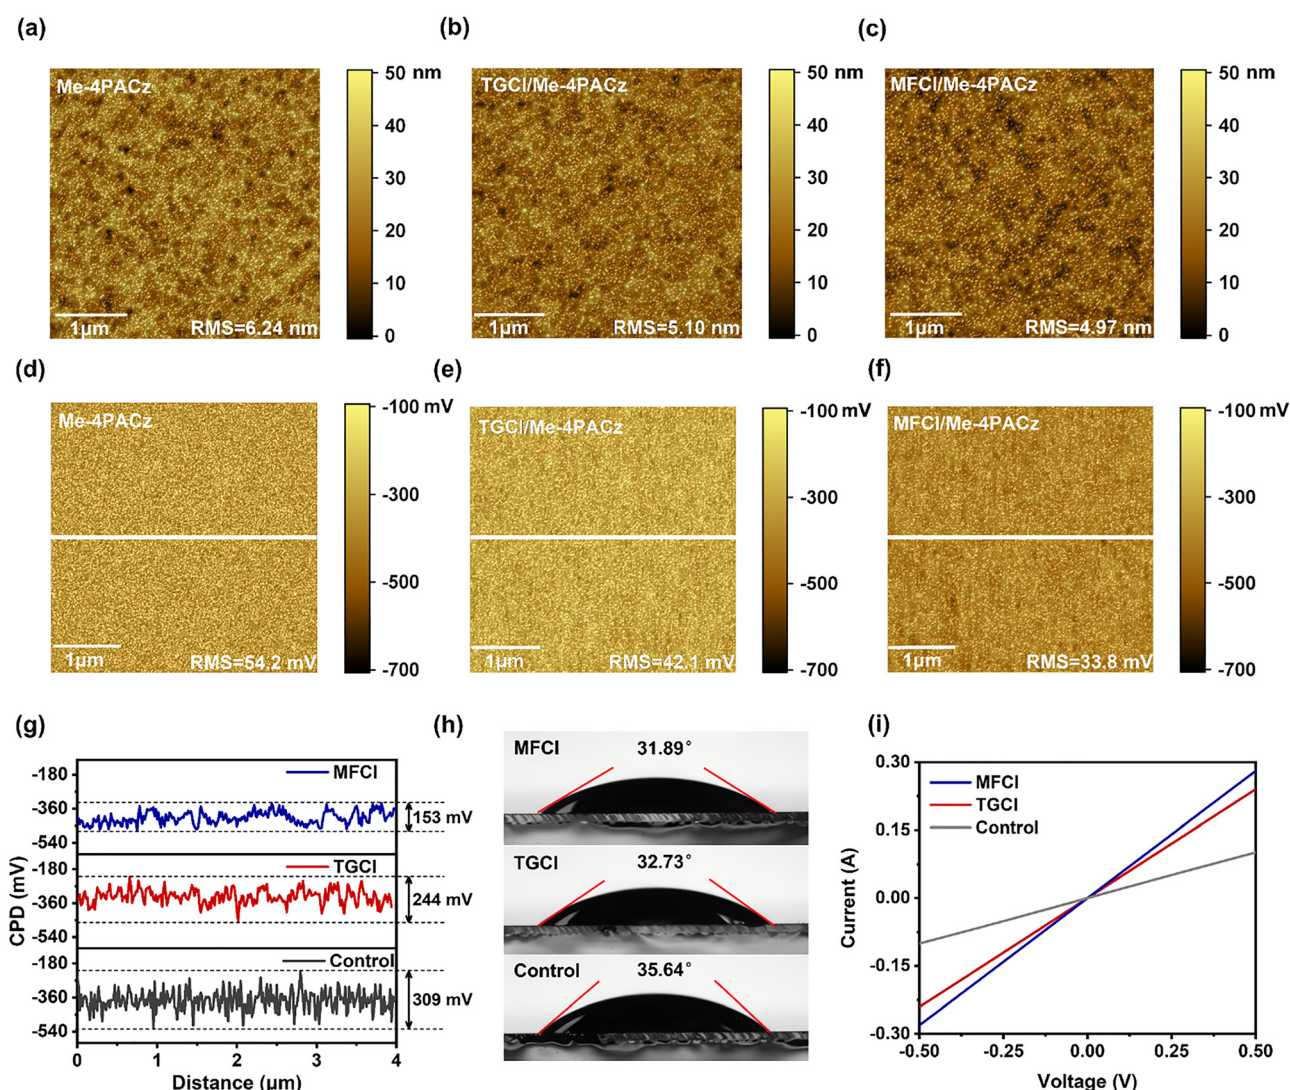 (a)
(b)
(c)
Me-4PACz
1μm
RMS=6.24 nm
50 nm
40
30
20
10
0
TGCl/Me-4PACz
1μm
RMS=5.10 nm
50 nm
40
30
20
10
0
MFCl/Me-4PACz
1μm
RMS=4.97 nm
50 nm
40
30
20
10
0
(d)
(e)
(f)
Me-4PACz
1μm
RMS=54.2 mV
-100 mV
-300
-500
-700
TGCl/Me-4PACz
1μm
RMS=42.1 mV
-100 mV
-300
-500
-700
MFCl/Me-4PACz
1μm
RMS=33.8 mV
-100 mV
-300
-500
-700
(g)
CPD (mV)
-180
-360
-540
MFCl
153 mV
-180
-360
-540
TGCl
244 mV
-180
-360
-540
Control
309 mV
0
1
2
3
4
Distance (μm)
(h)
MFCl
31.89°
TGCl
32.73°
Control
35.64°
(i)
Current (A)
0.30
0.15
0.00
-0.15
-0.30
MFCl
TGCl
Control
-0.50
-0.25
0.00
0.25
0.50
Voltage (V)